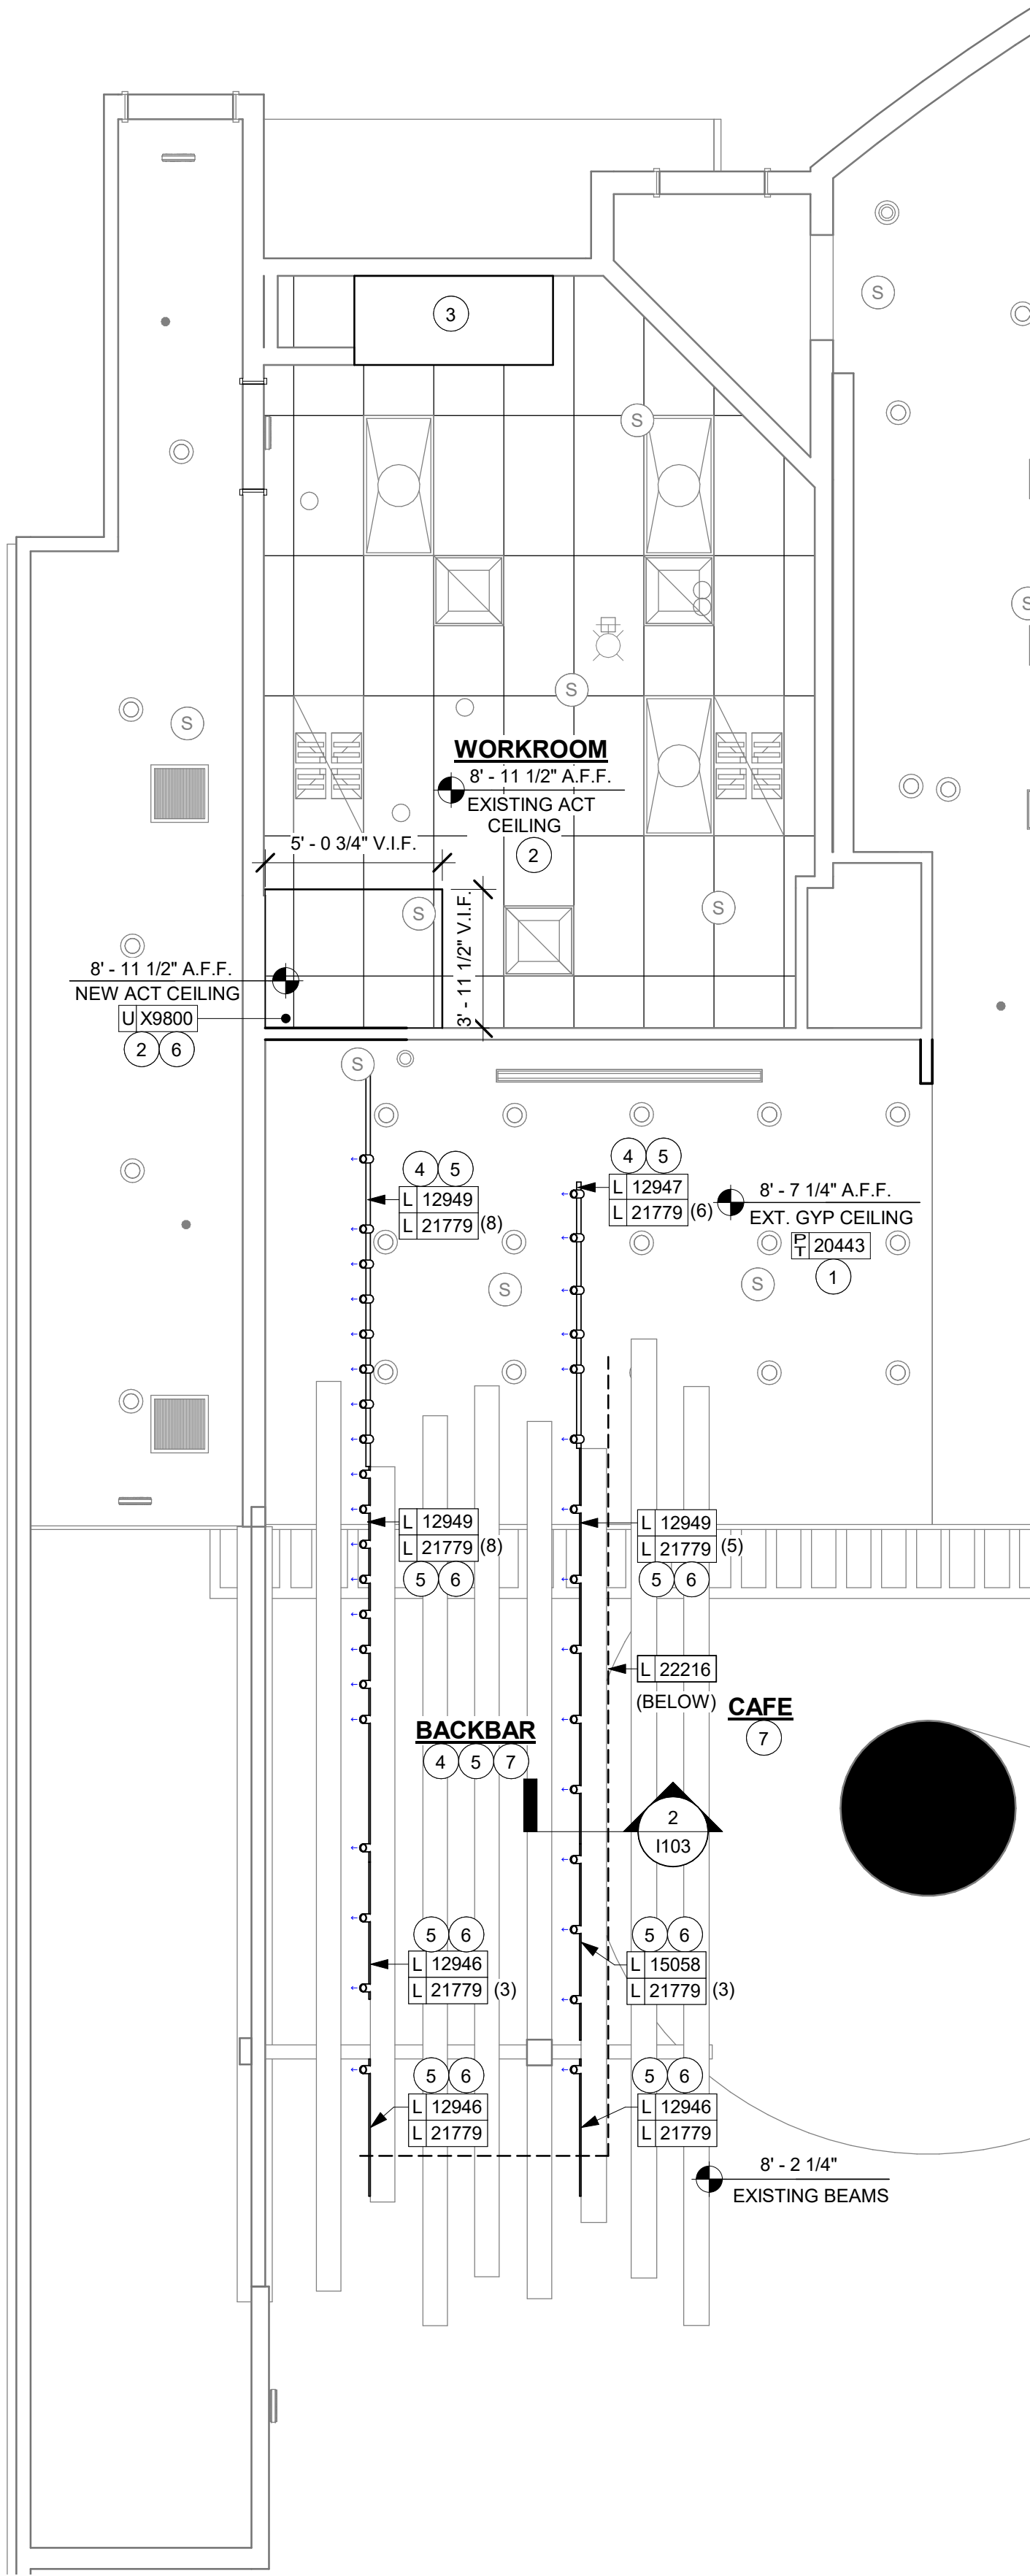 3
S
S
S
S
WORKROOM
8' - 11 1/2" A.F.F.
EXISTING ACT
CEILING
2
5' - 0 3/4" V.I.F.
S
S
S
3' - 11 1/2" V.I.F.
8' - 11 1/2" A.F.F.
NEW ACT CEILING
U X9800
2 6
S
4 5
L 12949
L 21779 (8)
4 5
L 12947
L 21779 (6)
8' - 7 1/4" A.F.F.
EXT. GYP CEILING
PT 20443
1
S
S
L 12949
L 21779 (8)
5 6
L 12949
L 21779 (5)
5 6
L 22216
(BELOW)
CAFE
7
BACKBAR
4 5 7
2
I103
5 6
L 12946
L 21779 (3)
5 6
L 15058
L 21779 (3)
5 6
L 12946
L 21779
5 6
L 12946
L 21779
8' - 2 1/4"
EXISTING BEAMS